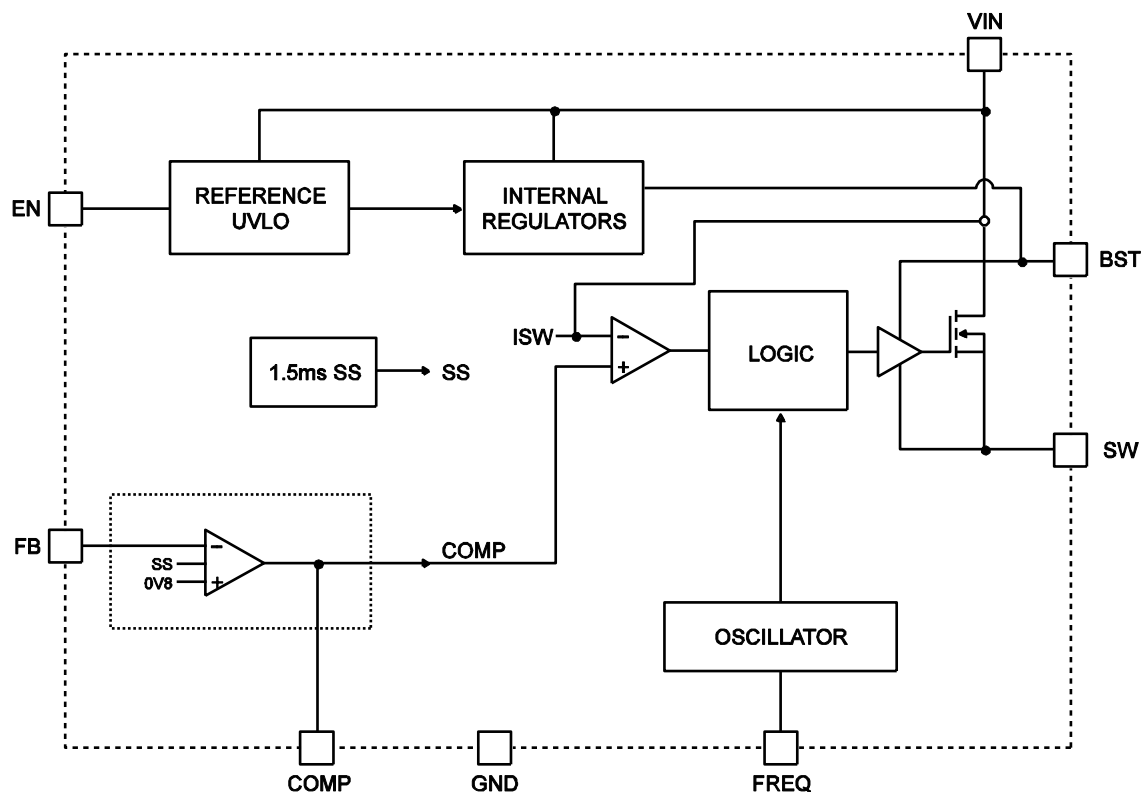 VIN
EN
REFERENCE
UVLO
INTERNAL
REGULATORS
BST
ISW
−
+
LOGIC
1.5ms SS
SS
SW
FB
−
SS
0V8
+
COMP
OSCILLATOR
COMP
GND
FREQ